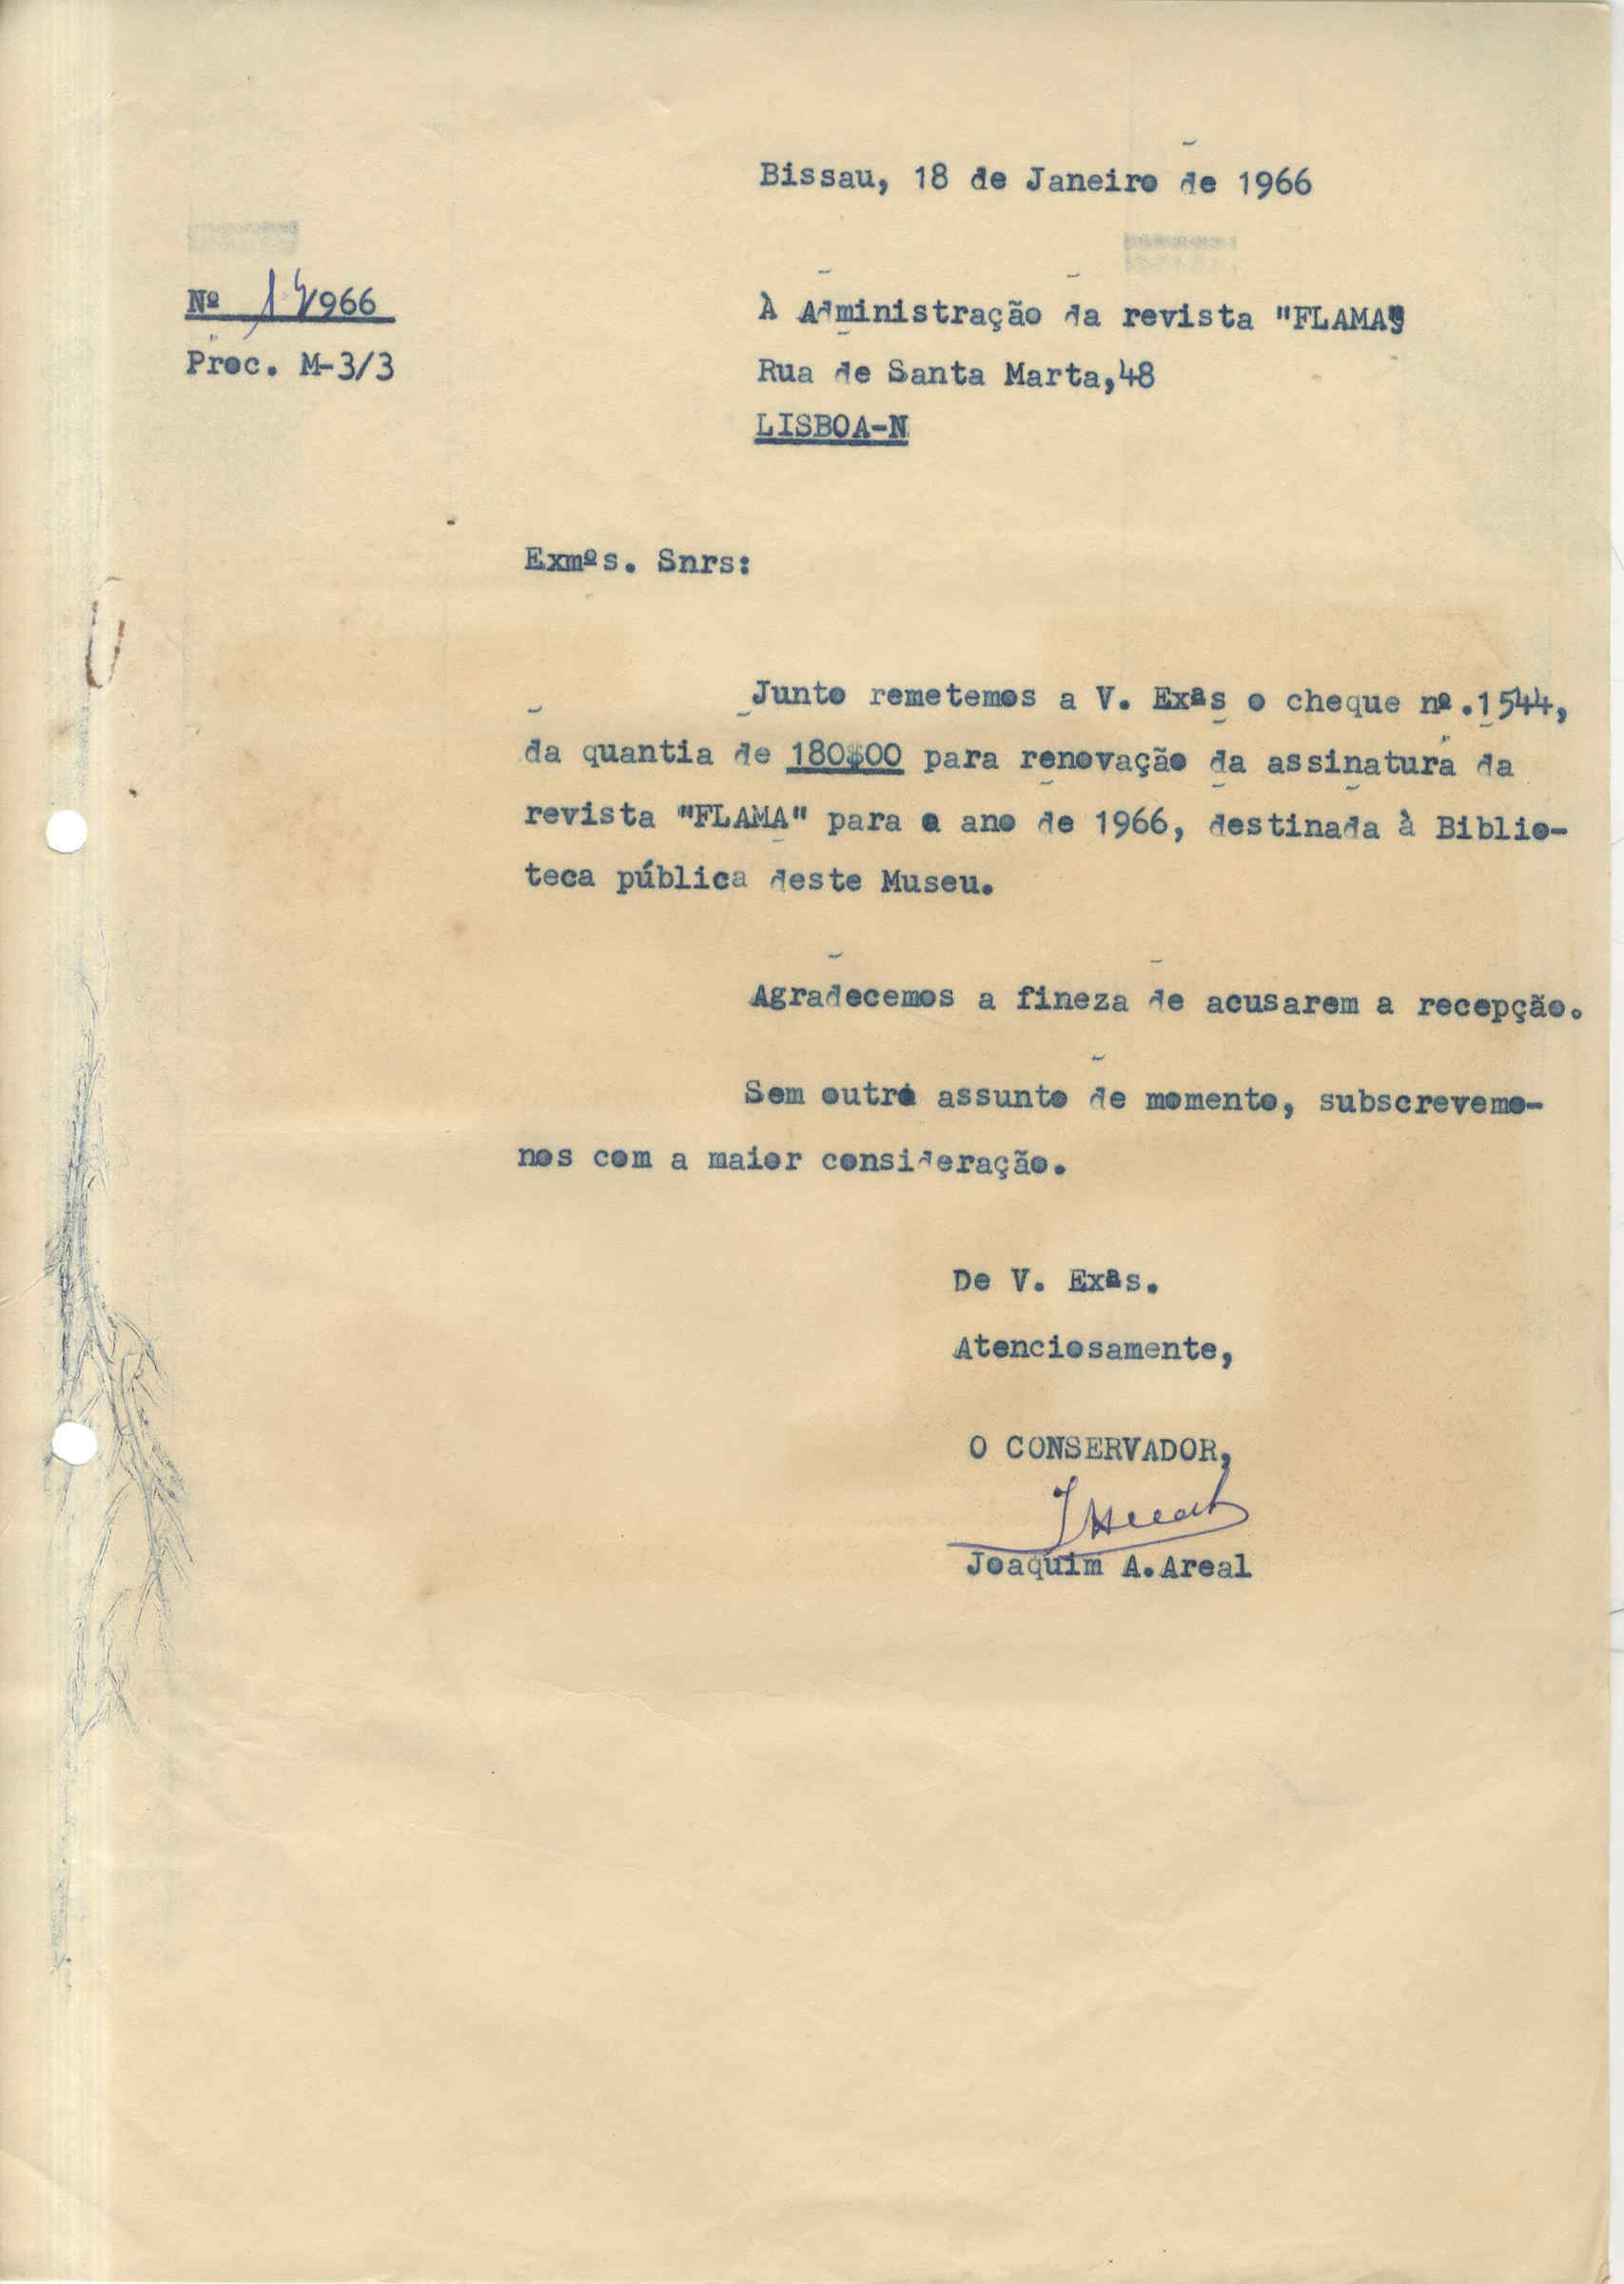 Bissau, 18 de Janeiro de 1966
Nº /966
À Administração da revista "FLAMA"
Proc. M-3/3
Rua de Santa Marta,48
LISBOA-N
Exmºs. Snrs:
Junto remetemos a V. Exªs o cheque nº.1544,
da quantia de 180$00 para renovação da assinatura da
revista "FLAMA" para o ano de 1966, destinada à Biblio-
teca pública deste Museu.
Agradecemos a fineza de acusarem a recepção.
Sem outro assunto de momento, subscrevemo-
nos com a maior consideração.
De V. Exªs.
Atenciosamente,
O CONSERVADOR,
Joaquim A.Areal